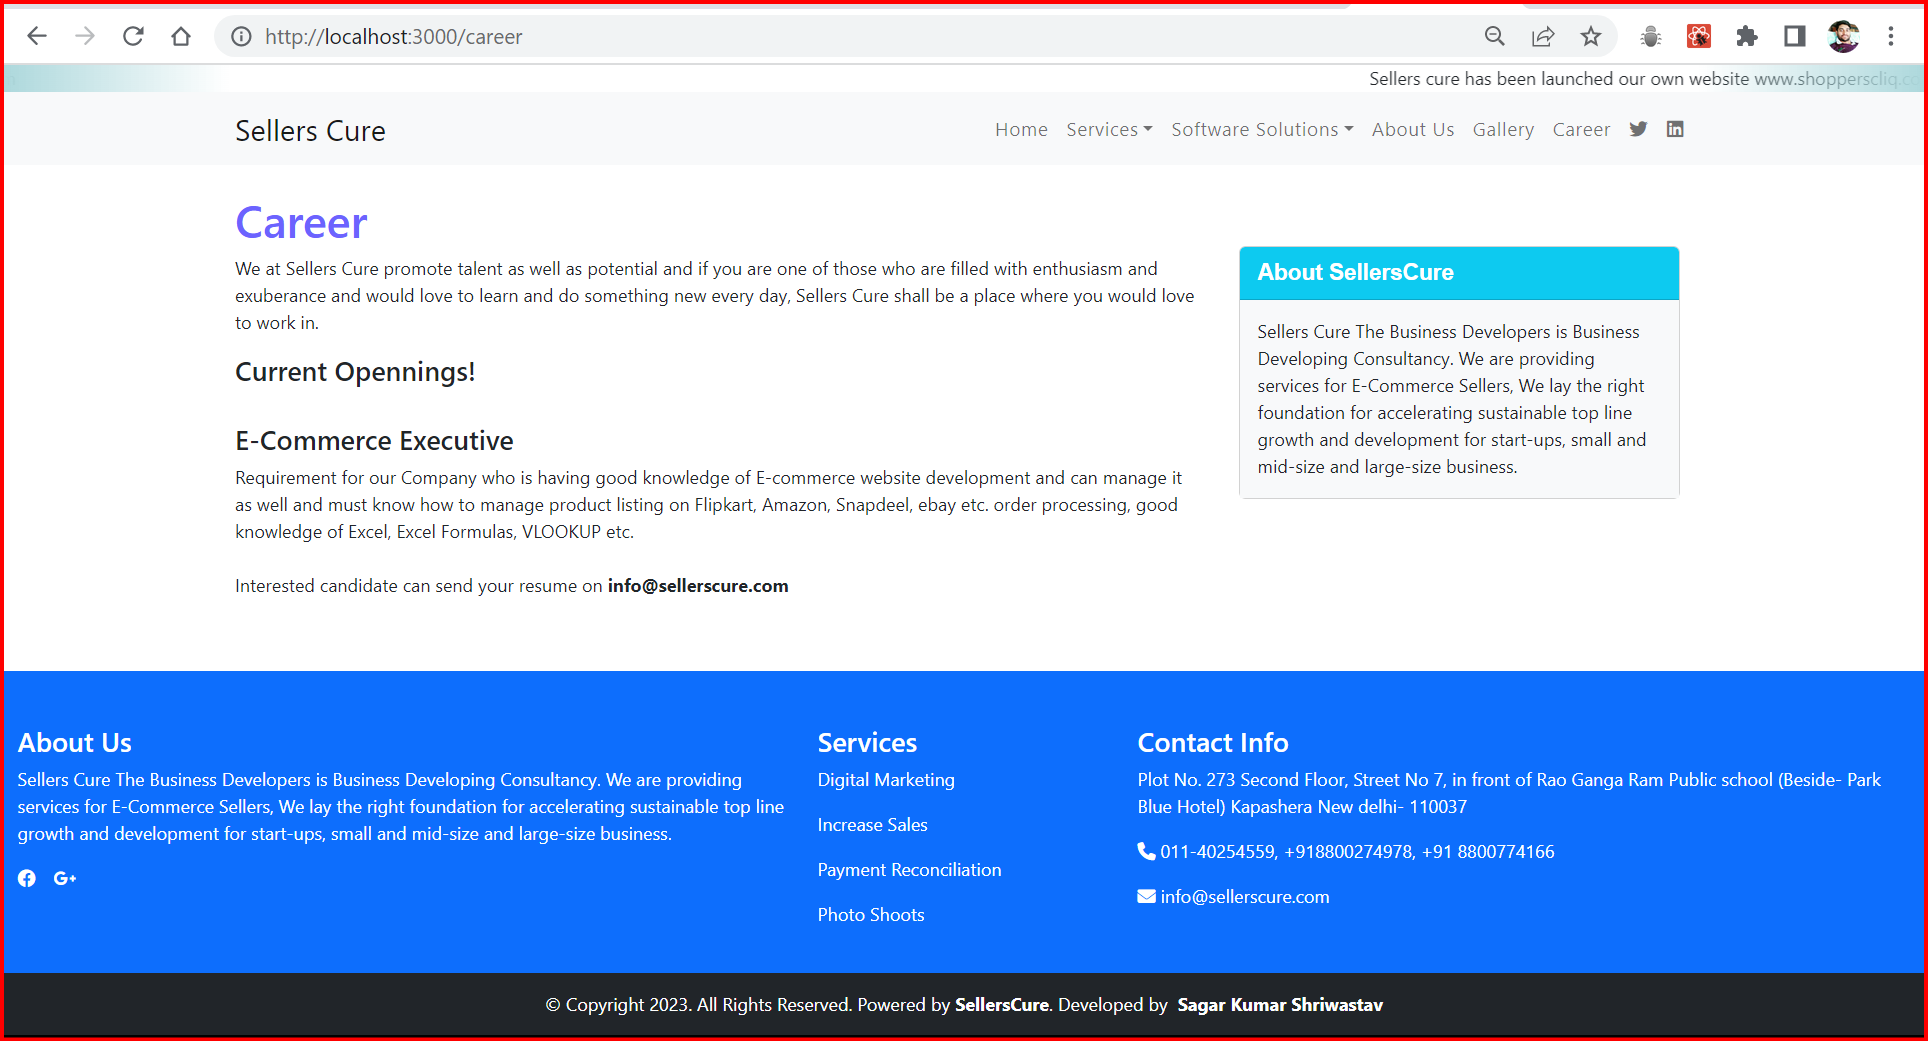 http://localhost:3000/career
Sellers cure has been launched our own website www.shopperscliq.co
Sellers Cure
Home Services Software Solutions About Us Gallery Career
Career
We at Sellers Cure promote talent as well as potential and if you are one of those who are filled with enthusiasm and
exuberance and would love to learn and do something new every day, Sellers Cure shall be a place where you would love
to work in.
Current Opennings!
E-Commerce Executive
Requirement for our Company who is having good knowledge of E-commerce website development and can manage it
as well and must know how to manage product listing on Flipkart, Amazon, Snapdeel, ebay etc. order processing, good
knowledge of Excel, Excel Formulas, VLOOKUP etc.
Interested candidate can send your resume on info@sellerscure.com
About SellersCure
Sellers Cure The Business Developers is Business
Developing Consultancy. We are providing
services for E-Commerce Sellers, We lay the right
foundation for accelerating sustainable top line
growth and development for start-ups, small and
mid-size and large-size business.
About Us
Sellers Cure The Business Developers is Business Developing Consultancy. We are providing
services for E-Commerce Sellers, We lay the right foundation for accelerating sustainable top line
growth and development for start-ups, small and mid-size and large-size business.
G+
Services
Digital Marketing
Increase Sales
Payment Reconciliation
Photo Shoots
Contact Info
Plot No. 273 Second Floor, Street No 7, in front of Rao Ganga Ram Public school (Beside- Park
Blue Hotel) Kapashera New delhi- 110037
011-40254559, +918800274978, +91 8800774166
info@sellerscure.com
© Copyright 2023. All Rights Reserved. Powered by SellersCure. Developed by Sagar Kumar Shriwastav